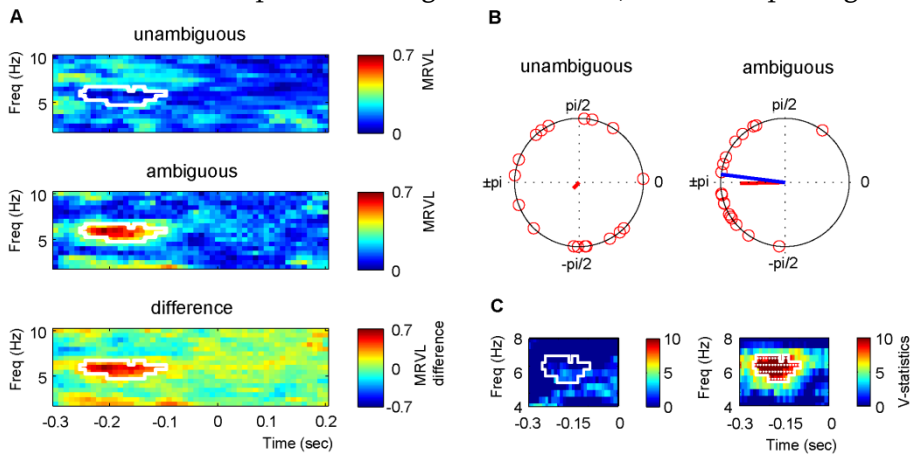 A
unambiguous
10
5
Freq (Hz)
0.7
0
MRVL
ambiguous
10
5
Freq (Hz)
0.7
0
MRVL
difference
10
5
Freq (Hz)
0.7
-0.7
MRVL
difference
-0.3 -0.2 -0.1 0 0.1 0.2
Time (sec)
B
unambiguous
pi/2
±pi
0
-pi/2
ambiguous
pi/2
±pi
0
-pi/2
C
8
6
4
Freq (Hz)
-0.3 -0.15 0
10
5
0
8
6
4
Freq (Hz)
-0.3 -0.15 0
Time (sec)
10
5
0
V-statistics